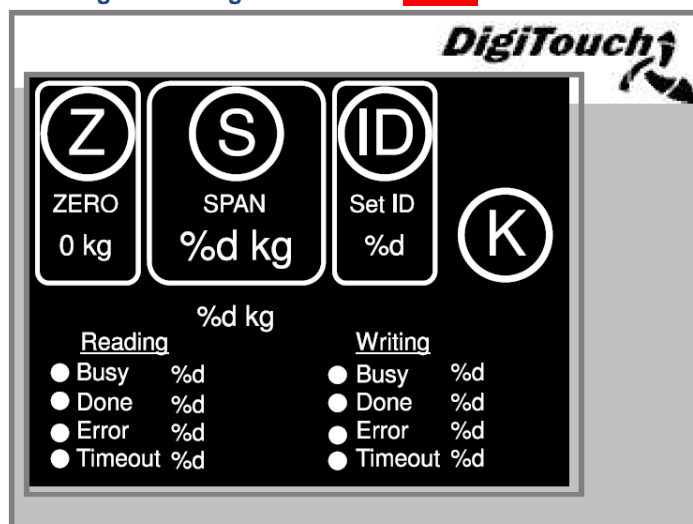 DigiTouch
Z S ID
ZERO SPAN Set ID
0 kg %d kg %d
K
%d kg
Reading Writing
Busy %d Busy %d
Done %d Done %d
Error %d Error %d
Timeout %d Timeout %d